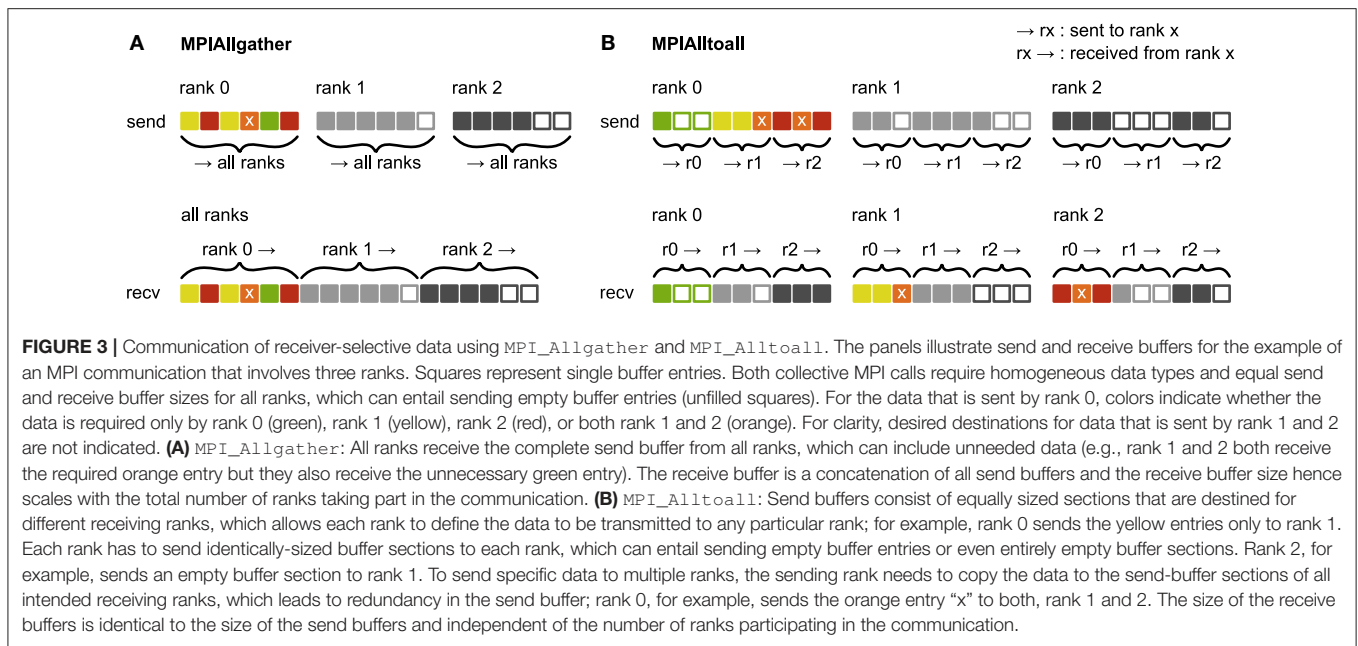 A MPIAllgather
rank 0 rank 1 rank 2
send x
→ all ranks → all ranks → all ranks
all ranks
rank 0 → rank 1 → rank 2 →
recv x
B MPIAlltoall
→ rx : sent to rank x
rx → : received from rank x
rank 0 rank 1 rank 2
send x x
→ r0 → r1 → r2 → r0 → r1 → r2 → r0 → r1 → r2
rank 0 rank 1 rank 2
r0 → r1 → r2 → r0 → r1 → r2 → r0 → r1 → r2 →
recv x x
FIGURE 3 | Communication of receiver-selective data using MPI_Allgather and MPI_Alltoall. The panels illustrate send and receive buffers for the example of
an MPI communication that involves three ranks. Squares represent single buffer entries. Both collective MPI calls require homogeneous data types and equal send
and receive buffer sizes for all ranks, which can entail sending empty buffer entries (unfilled squares). For the data that is sent by rank 0, colors indicate whether the
data is required only by rank 0 (green), rank 1 (yellow), rank 2 (red), or both rank 1 and 2 (orange). For clarity, desired destinations for data that is sent by rank 1 and 2
are not indicated. (A) MPI_Allgather: All ranks receive the complete send buffer from all ranks, which can include unneeded data (e.g., rank 1 and 2 both receive
the required orange entry but they also receive the unnecessary green entry). The receive buffer is a concatenation of all send buffers and the receive buffer size hence
scales with the total number of ranks taking part in the communication. (B) MPI_Alltoall: Send buffers consist of equally sized sections that are destined for
different receiving ranks, which allows each rank to define the data to be transmitted to any particular rank; for example, rank 0 sends the yellow entries only to rank 1.
Each rank has to send identically-sized buffer sections to each rank, which can entail sending empty buffer entries or even entirely empty buffer sections. Rank 2, for
example, sends an empty buffer section to rank 1. To send specific data to multiple ranks, the sending rank needs to copy the data to the send-buffer sections of all
intended receiving ranks, which leads to redundancy in the send buffer; rank 0, for example, sends the orange entry “x” to both, rank 1 and 2. The size of the receive
buffers is identical to the size of the send buffers and independent of the number of ranks participating in the communication.